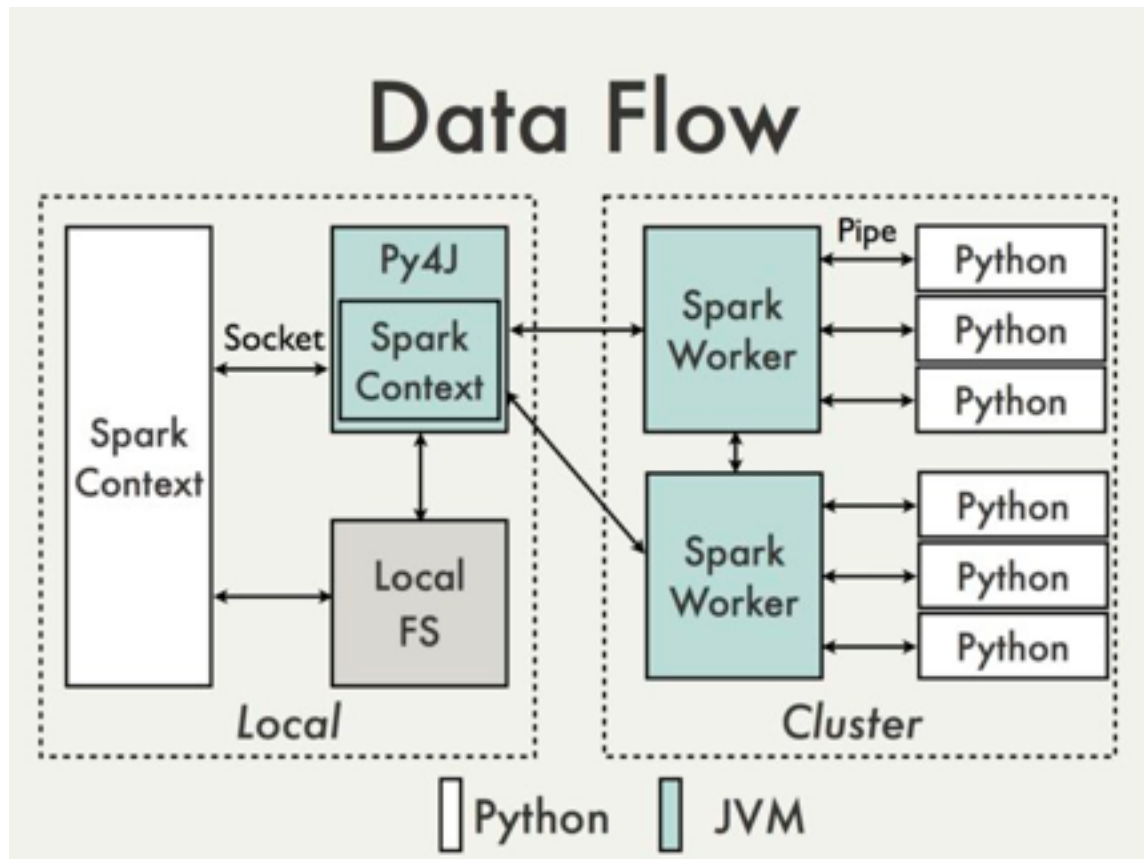 Data Flow
Spark
Context
Socket
Py4J
Spark
Context
Local
FS
Local
Spark
Worker
Pipe
Python
Python
Python
Spark
Worker
Python
Python
Python
Cluster
Python
JVM